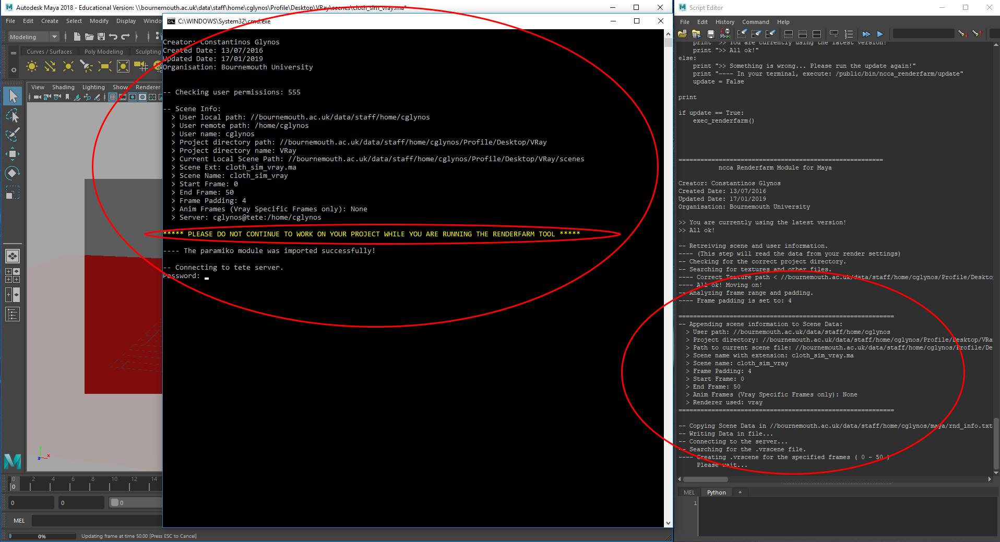 Autodesk Maya 2018 - Educational Version: \\bournemouth.ac.uk\data\staff\home\cglynos\Profile\Desktop\VRay\scenes\cloth_sim_vray.ma*
File Edit Create Select Modify Display Windo
Modeling
Curves / Surfaces Poly Modeling Sculpting
View Shading Lighting Show Renderer
C:\WINDOWS\System32\cmd.exe
Creator: Constantinos Glynos
Created Date: 13/07/2016
Updated Date: 17/01/2019
Organisation: Bournemouth University
-- Checking user permissions: 555
-- Scene Info:
> User local path: //bournemouth.ac.uk/data/staff/home/cglynos
> User remote path: /home/cglynos
> User name: cglynos
> Project directory path: //bournemouth.ac.uk/data/staff/home/cglynos/Profile/Desktop/VRay
> Project directory name: VRay
> Current Local Scene Path: //bournemouth.ac.uk/data/staff/home/cglynos/Profile/Desktop/VRay/scenes
> Scene Ext: cloth_sim_vray.ma
> Scene Name: cloth_sim_vray
> Start Frame: 0
> End Frame: 50
> Frame Padding: 4
> Anim Frames (Vray Specific Frames only): None
> Server: cglynos@tete:/home/cglynos
***** PLEASE DO NOT CONTINUE TO WORK ON YOUR PROJECT WHILE YOU ARE RUNNING THE RENDERFARM TOOL *****
---- The paramiko module was imported successfully!
-- Connecting to tete server.
Password:
y
x
z
0 2 4 6 8 10 12 14
0
0 0 0
MEL
0% Updating frame at time 50.00 [Press ESC to Cancel]
Script Editor
File Edit History Command Help
print ">> You are currently using the latest version!"
print ">> All ok!"
else:
print ">> Something is wrong... Please run the update again!"
print "---- In your terminal, execute: /public/bin/ncca_renderfarm/update"
update = False
print
if update == True:
exec_renderfarm()
========================================================
ncca Renderfarm Module for Maya
Creator: Constantinos Glynos
Created Date: 13/07/2016
Updated Date: 17/01/2019
Organisation: Bournemouth University
>> You are currently using the latest version!
>> All ok!
-- Retreiving scene and user information.
---- (This step will read the data from your render settings)
-- Checking for the correct project directory.
-- Searching for textures and other files.
---- Correct Texture path < //bournemouth.ac.uk/data/staff/home/cglynos/Profile/Deskto
---- All ok! Moving on!
-- Analyzing frame range and padding.
---- Frame padding is set to: 4
===========================================================
-- Appending scene information to Scene Data:
> User path: //bournemouth.ac.uk/data/staff/home/cglynos
> Project directory: //bournemouth.ac.uk/data/staff/home/cglynos/Profile/Desktop/VRa
> Path to current scene file: //bournemouth.ac.uk/data/staff/home/cglynos/Profile/De
> Scene name with extension: cloth_sim_vray.ma
> Scene name: cloth_sim_vray
> Frame Padding: 4
> Start Frame: 0
> End Frame: 50
> Anim Frames (Vray Specific Frames only): None
> Renderer used: vray
===========================================================
-- Copying Scene Data in //bournemouth.ac.uk/data/staff/home/cglynos/maya/rnd_info.txt
-- Writing Data in file...
-- Connecting to the server...
-- Searching for the .vrscene file.
---- Creating .vrscene for the specified frames ( 0 - 50 )
Please wait...
MEL Python +
1